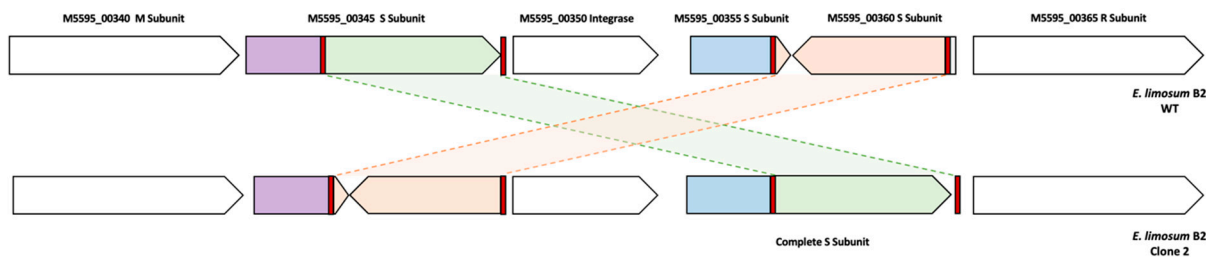 M5595_00340 M Subunit
M5595_00345 S Subunit
M5595_00350 Integrase
M5595_00355 S Subunit
M5595_00360 S Subunit
M5595_00365 R Subunit
E. limosum B2
WT
Complete S Subunit
E. limosum B2
Clone 2